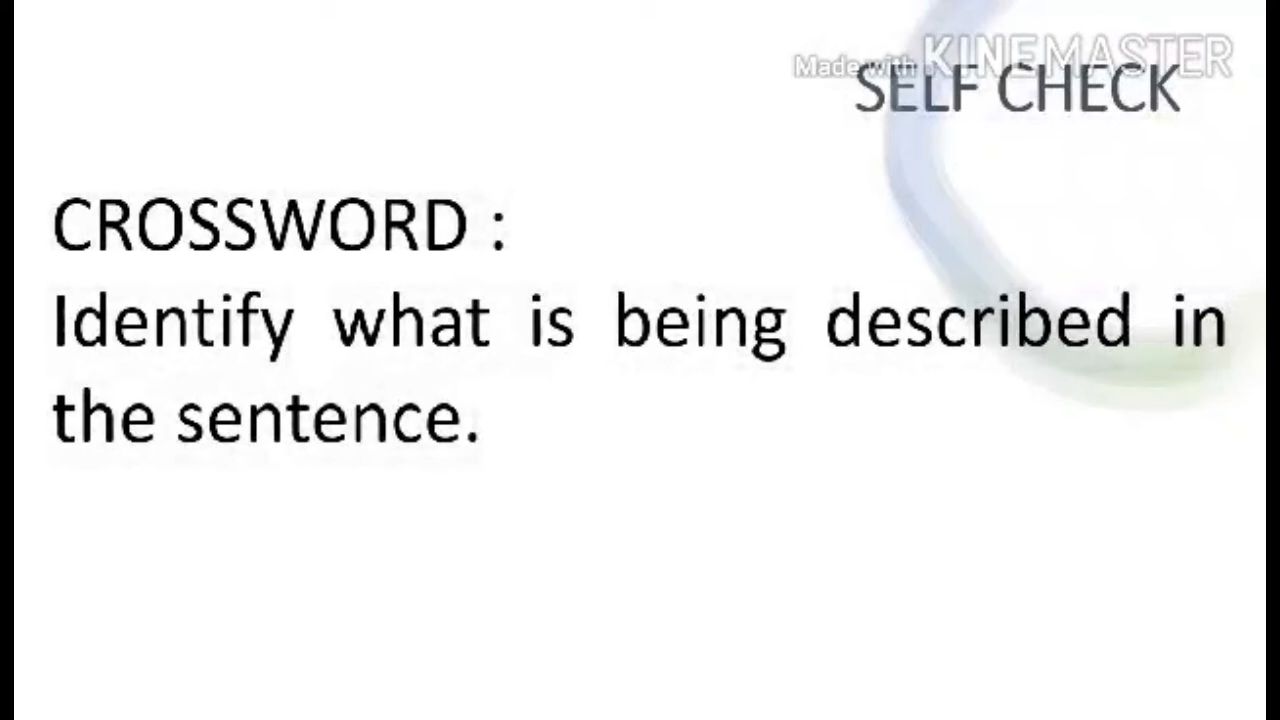 Made with KINEMASTER
SELF CHECK
CROSSWORD :
Identify what is being described in
the sentence.